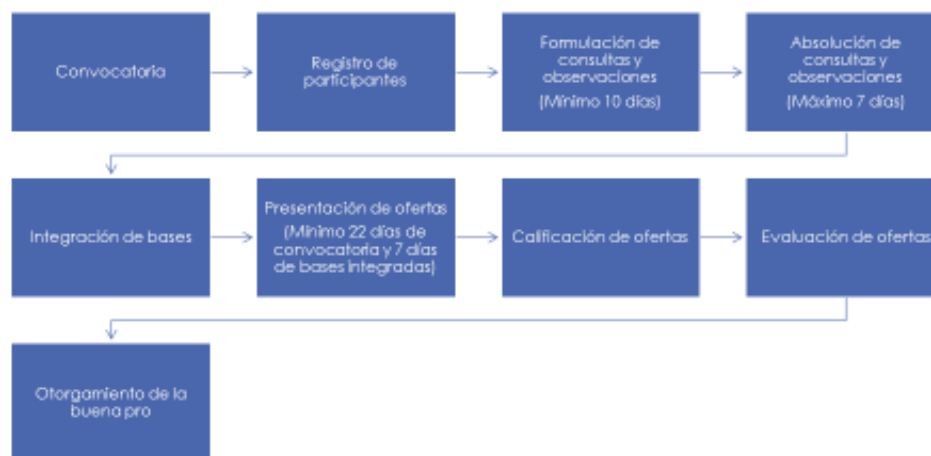 Convocatoria
Registro de
participantes
Formulación de
consultas y
observaciones
(Mínimo 10 días)
Absolución de
consultas y
observaciones
(Máximo 7 días)
Integración de bases
Presentación de ofertas
(Mínimo 22 días de
convocatoria y 7 días
de bases integradas)
Calificación de ofertas
Evaluación de ofertas
Otorgamiento de la
buena pro